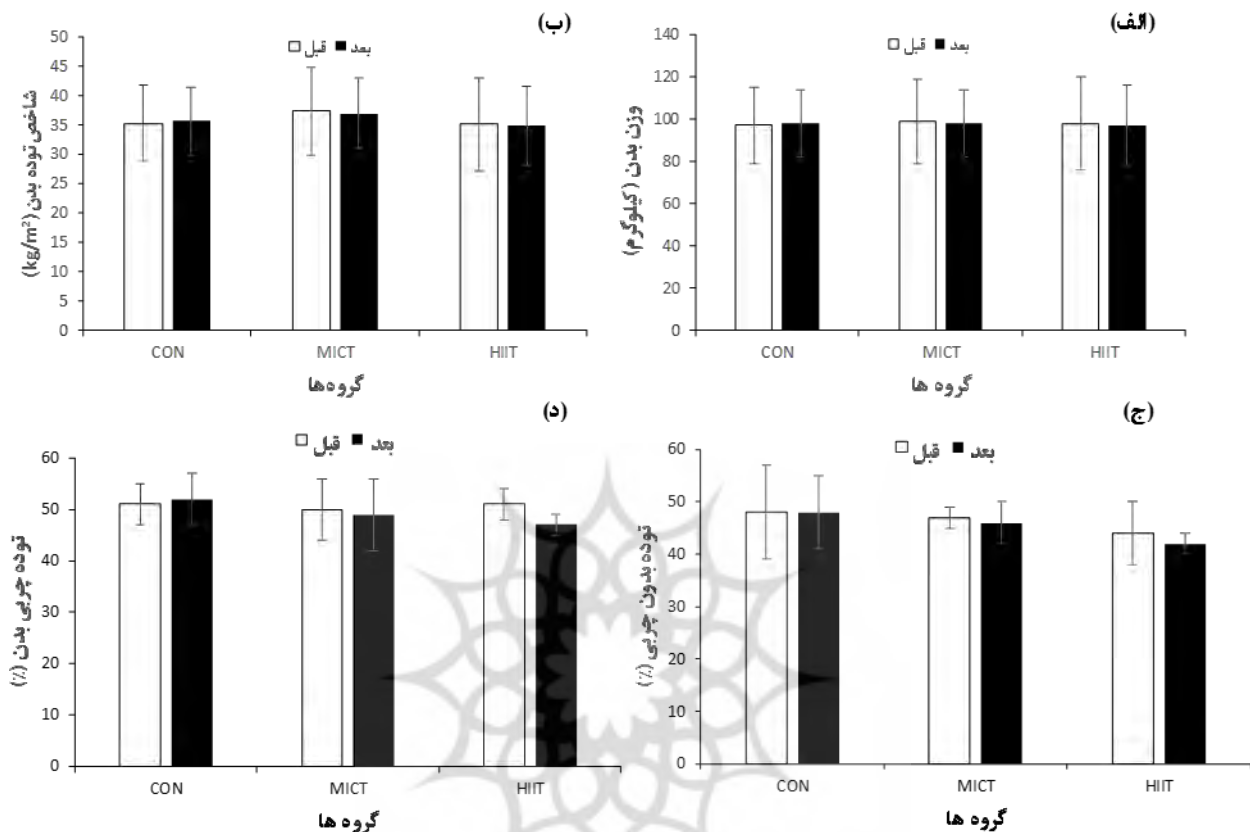 (الف)
قبل بعد
وزن بدن (کیلوگرم)
140
120
100
80
60
40
20
0
CON MICT HIIT
گروه ها
(ب)
قبل بعد
شاخص توده بدن (kg/m²)
50
45
40
35
30
25
20
15
10
5
0
CON MICT HIIT
گروه‌ها
(ج)
قبل بعد
توده بدون چربی (٪)
60
50
40
30
20
10
0
CON MICT HIIT
گروه ها
(د)
قبل بعد
توده چربی بدن (٪)
60
50
40
30
20
10
0
CON MICT HIIT
گروه ها